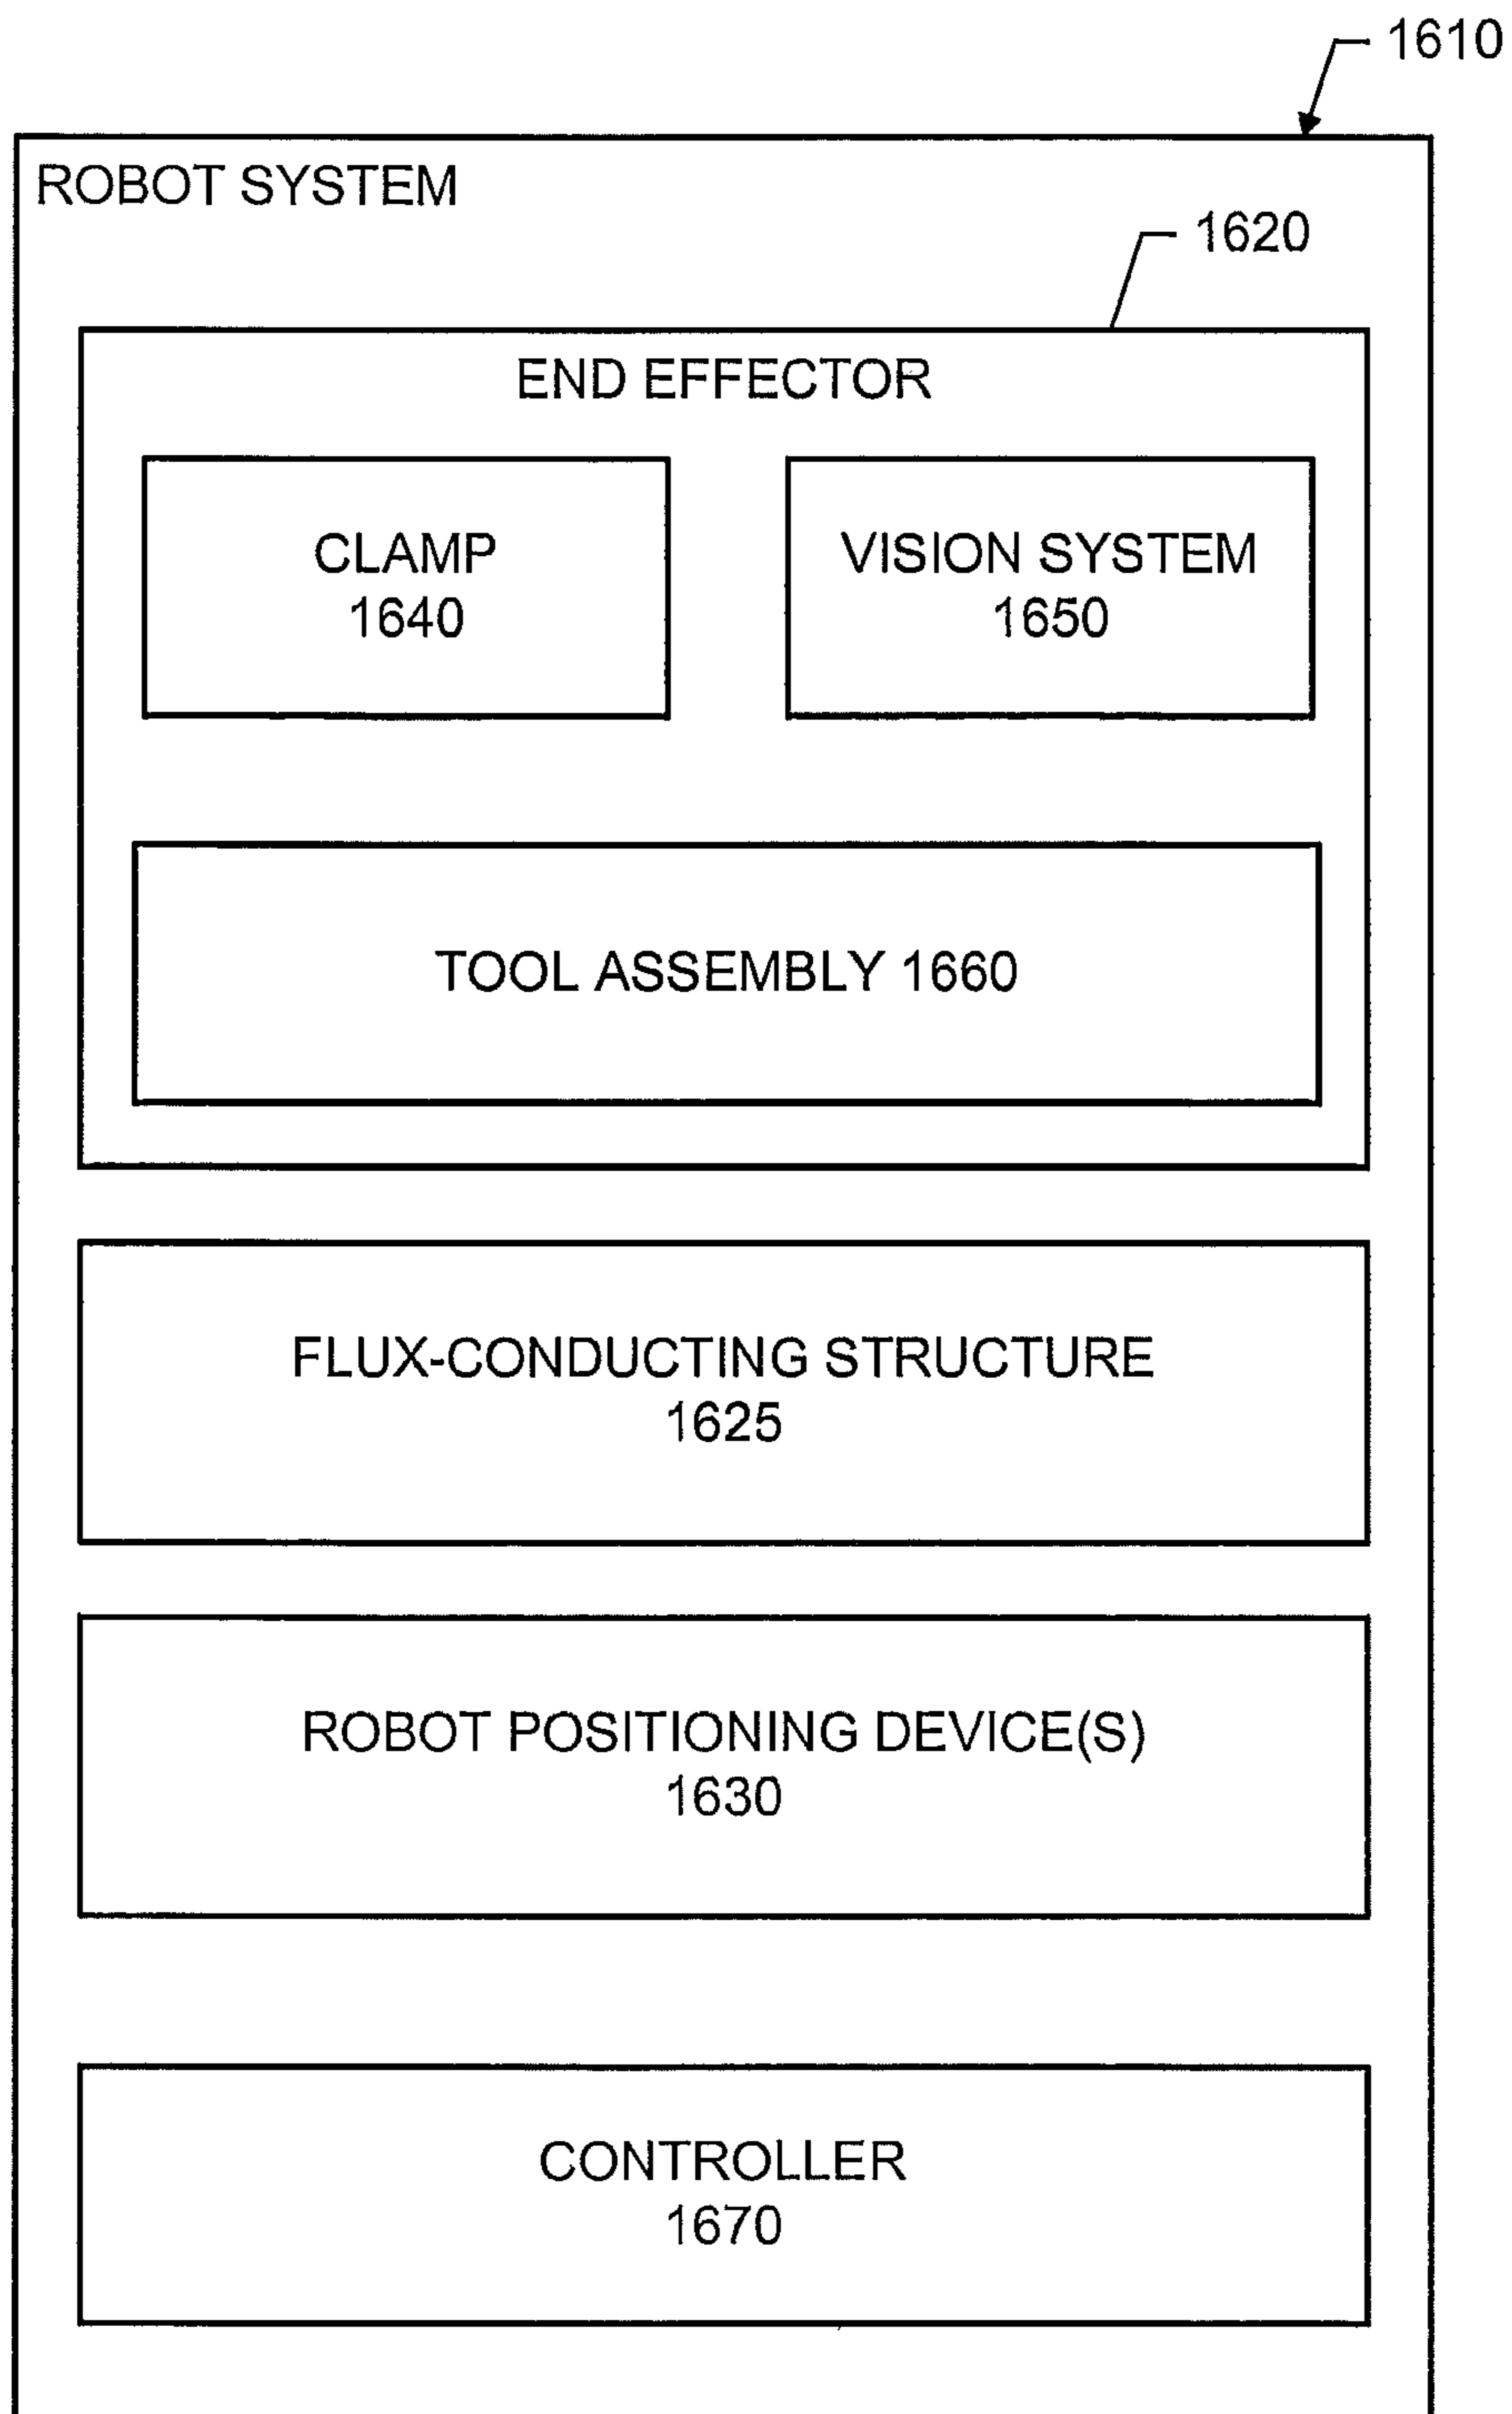 1610
ROBOT SYSTEM
1620
END EFFECTOR
CLAMP
1640
VISION SYSTEM
1650
TOOL ASSEMBLY 1660
FLUX-CONDUCTING STRUCTURE
1625
ROBOT POSITIONING DEVICE(S)
1630
CONTROLLER
1670